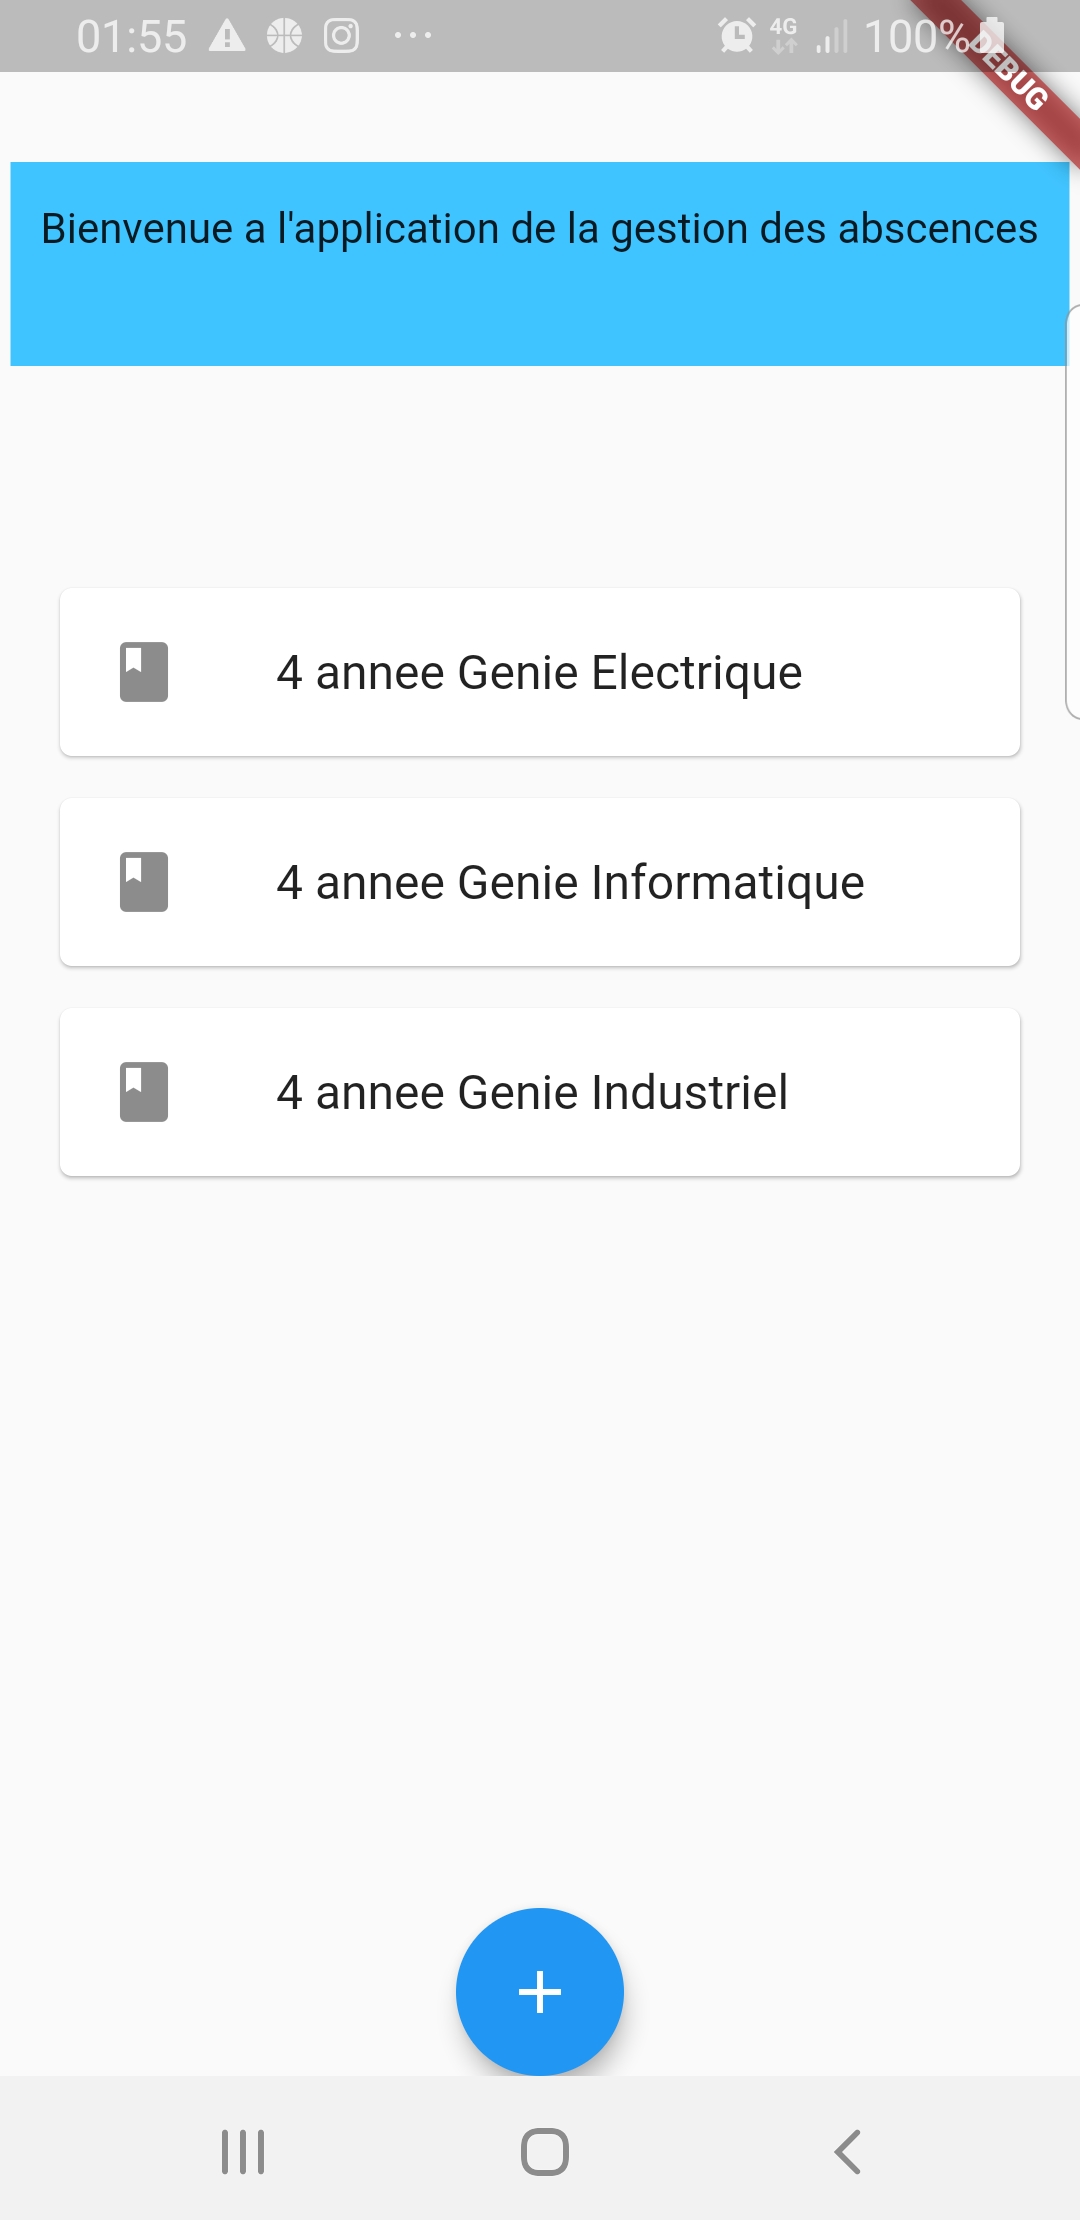 01:55 4G 100%
DEBUG
Bienvenue a l'application de la gestion des abscences
4 annee Genie Electrique
4 annee Genie Informatique
4 annee Genie Industriel